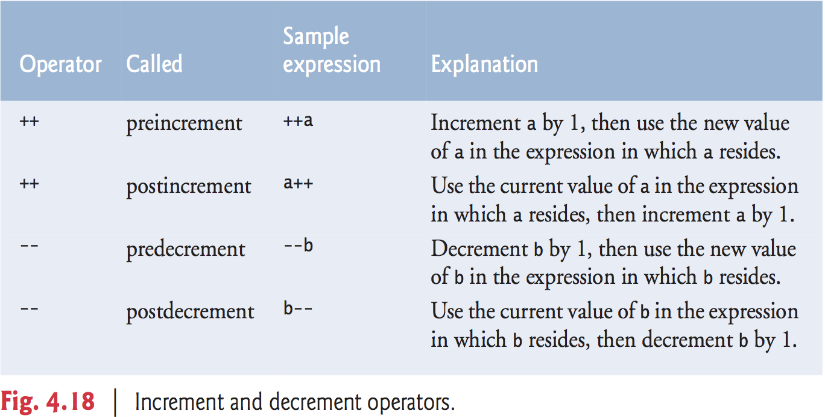 Operator Called Sample expression Explanation
++ preincrement ++a Increment a by 1, then use the new value
of a in the expression in which a resides.
++ postincrement a++ Use the current value of a in the expression
in which a resides, then increment a by 1.
-- predecrement --b Decrement b by 1, then use the new value
of b in the expression in which b resides.
-- postdecrement b-- Use the current value of b in the expression
in which b resides, then decrement b by 1.
Fig. 4.18 | Increment and decrement operators.